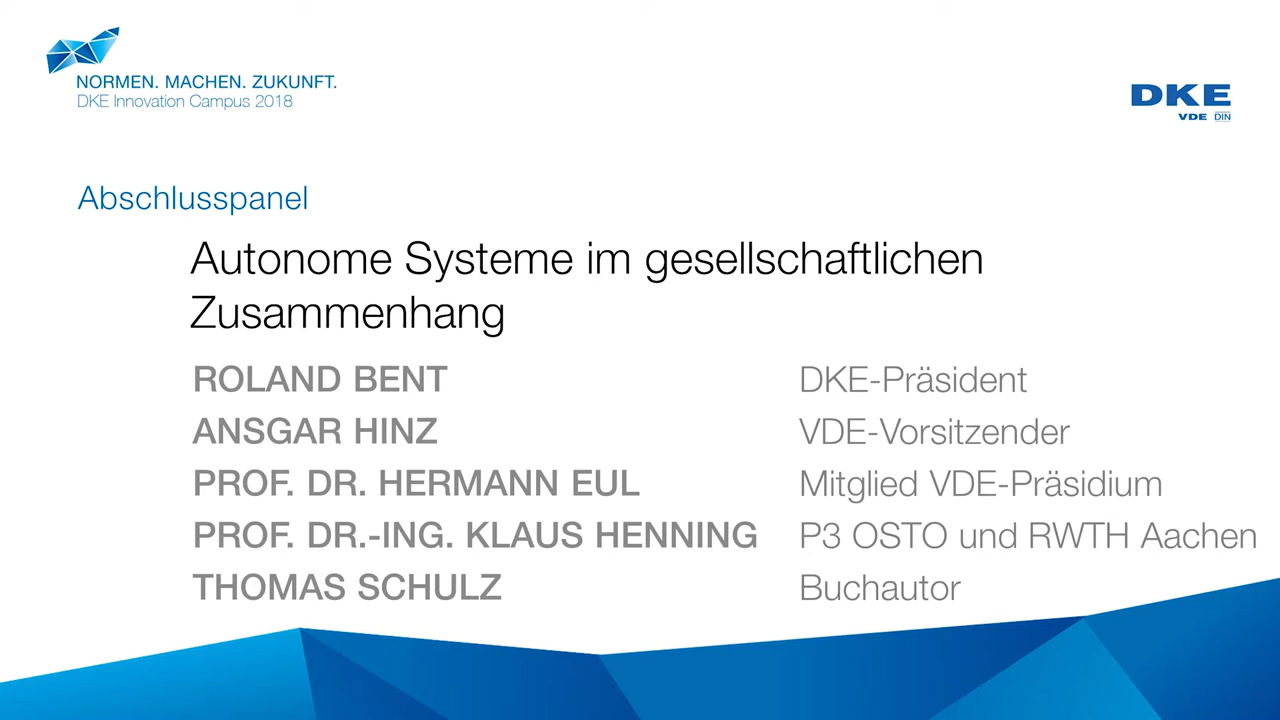 NORMEN. MACHEN. ZUKUNFT.
DKE Innovation Campus 2018
DKE
VDE DIN
Abschlusspanel
Autonome Systeme im gesellschaftlichen
Zusammenhang
ROLAND BENT DKE-Präsident
ANSGAR HINZ VDE-Vorsitzender
PROF. DR. HERMANN EUL Mitglied VDE-Präsidium
PROF. DR.-ING. KLAUS HENNING P3 OSTO und RWTH Aachen
THOMAS SCHULZ Buchautor